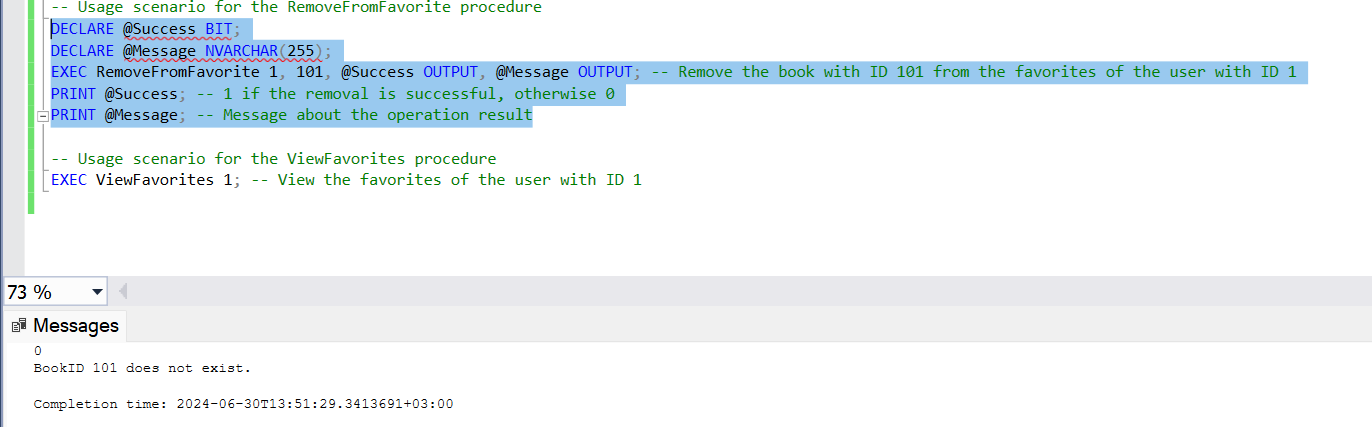 -- Usage scenario for the RemoveFromFavorite procedure
DECLARE @Success BIT;
DECLARE @Message NVARCHAR(255);
EXEC RemoveFromFavorite 1, 101, @Success OUTPUT, @Message OUTPUT; -- Remove the book with ID 101 from the favorites of the user with ID 1
PRINT @Success; -- 1 if the removal is successful, otherwise 0
PRINT @Message; -- Message about the operation result
-- Usage scenario for the ViewFavorites procedure
EXEC ViewFavorites 1; -- View the favorites of the user with ID 1
73 %
Messages
0
BookID 101 does not exist.
Completion time: 2024-06-30T13:51:29.3413691+03:00